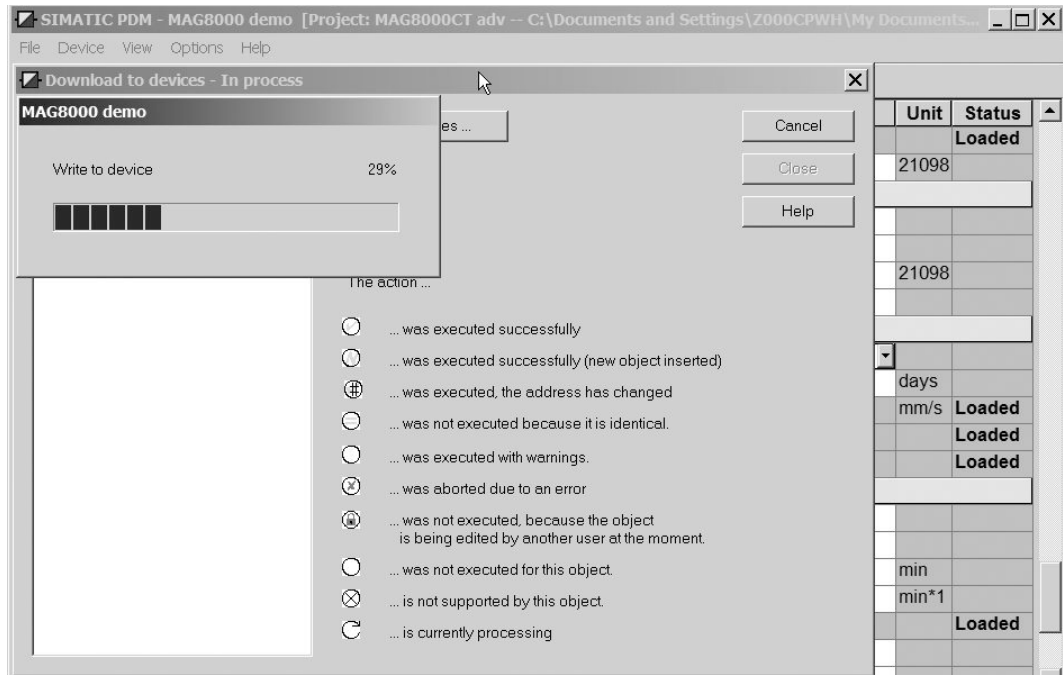 SIMATIC PDM - MAG8000 demo [Project: MAG8000CT adv -- C:\Documents and Settings\Z000CPWH\My Documents...
File Device View Options Help
Download to devices - In process
MAG8000 demo
Write to device 29%
es ...
Cancel
Close
Help
The action ...
... was executed successfully
... was executed successfully (new object inserted)
... was executed, the address has changed
... was not executed because it is identical.
... was executed with warnings.
... was aborted due to an error
... was not executed, because the object
is being edited by another user at the moment.
... was not executed for this object.
... is not supported by this object.
... is currently processing
Unit Status
Loaded
21098
21098
days
mm/s Loaded
Loaded
Loaded
min
min*1
Loaded